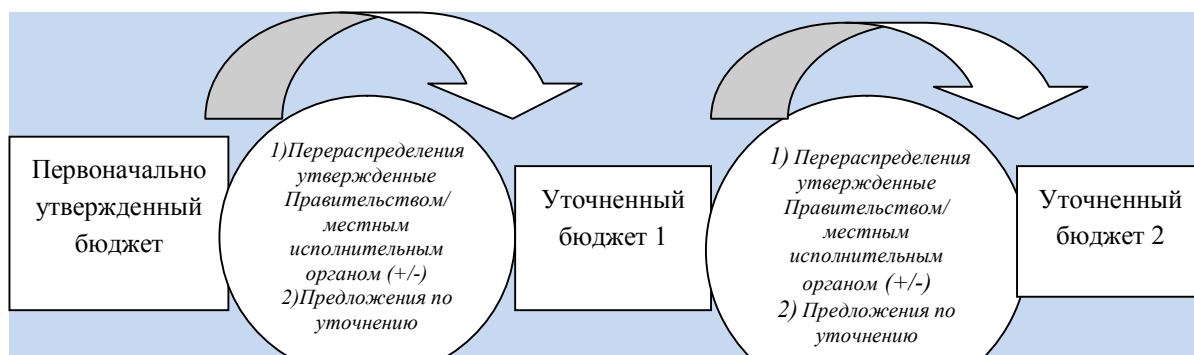 Первоначально
утвержденный
бюджет
1)Перераспределения
утвержденные
Правительством/
местным
исполнительным
органом (+/-)
2)Предложения по
уточнению
Уточненный
бюджет 1
1) Перераспределения
утвержденные
Правительством/
местным
исполнительным
органом (+/-)
2) Предложения по
уточнению
Уточненный
бюджет 2